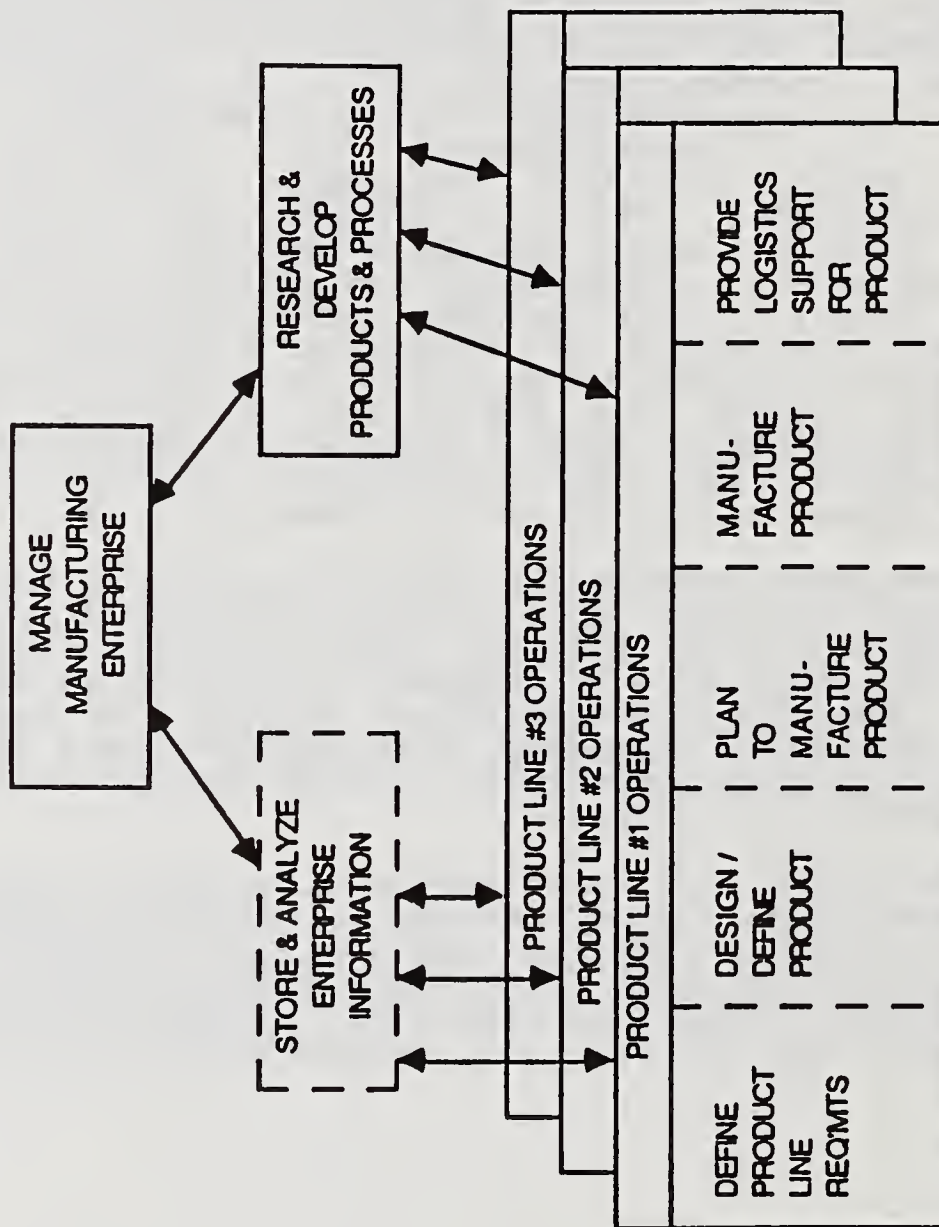 MANAGE
MANUFACTURING
ENTERPRISE
STORE & ANALYZE
ENTERPRISE
INFORMATION
RESEARCH &
DEVELOP
PRODUCTS & PROCESSES
PRODUCT LINE #3 OPERATIONS
PRODUCT LINE #2 OPERATIONS
PRODUCT LINE #1 OPERATIONS
DEFINE
PRODUCT
LINE
REQ'MTS
DESIGN /
DEFINE
PRODUCT
PLAN
TO
MANU-
FACTURE
PRODUCT
MANU-
FACTURE
PRODUCT
PROVIDE
LOGISTICS
SUPPORT
FOR
PRODUCT